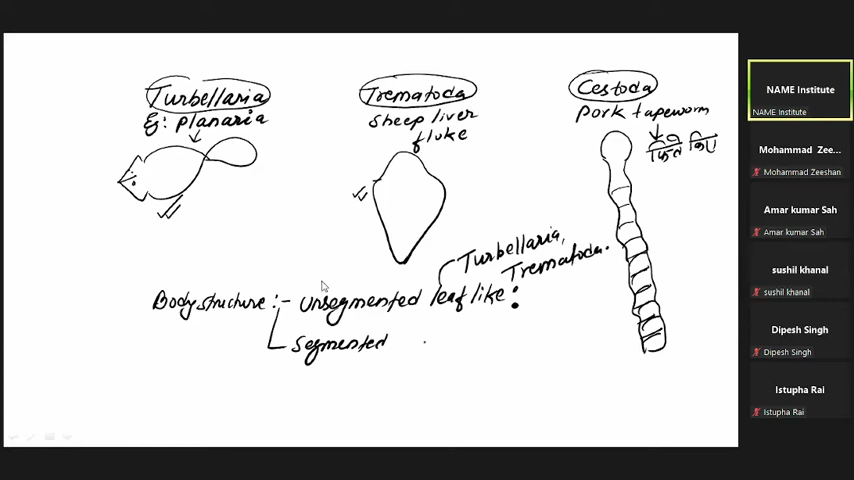 Turbellaria
Eg: planaria
Trematoda
sheep liver
fluke
Cestoda
pork tapeworm
Turbellaria,
Trematoda.
Body structure :- unsegmented leaf like :
segmented
NAME Institute
NAME Institute
Mohammad Zee...
Mohammad Zeeshan
Amar kumar Sah
Amar kumar Sah
sushil khanal
sushil khanal
Dipesh Singh
Dipesh Singh
Istupha Rai
Istupha Rai